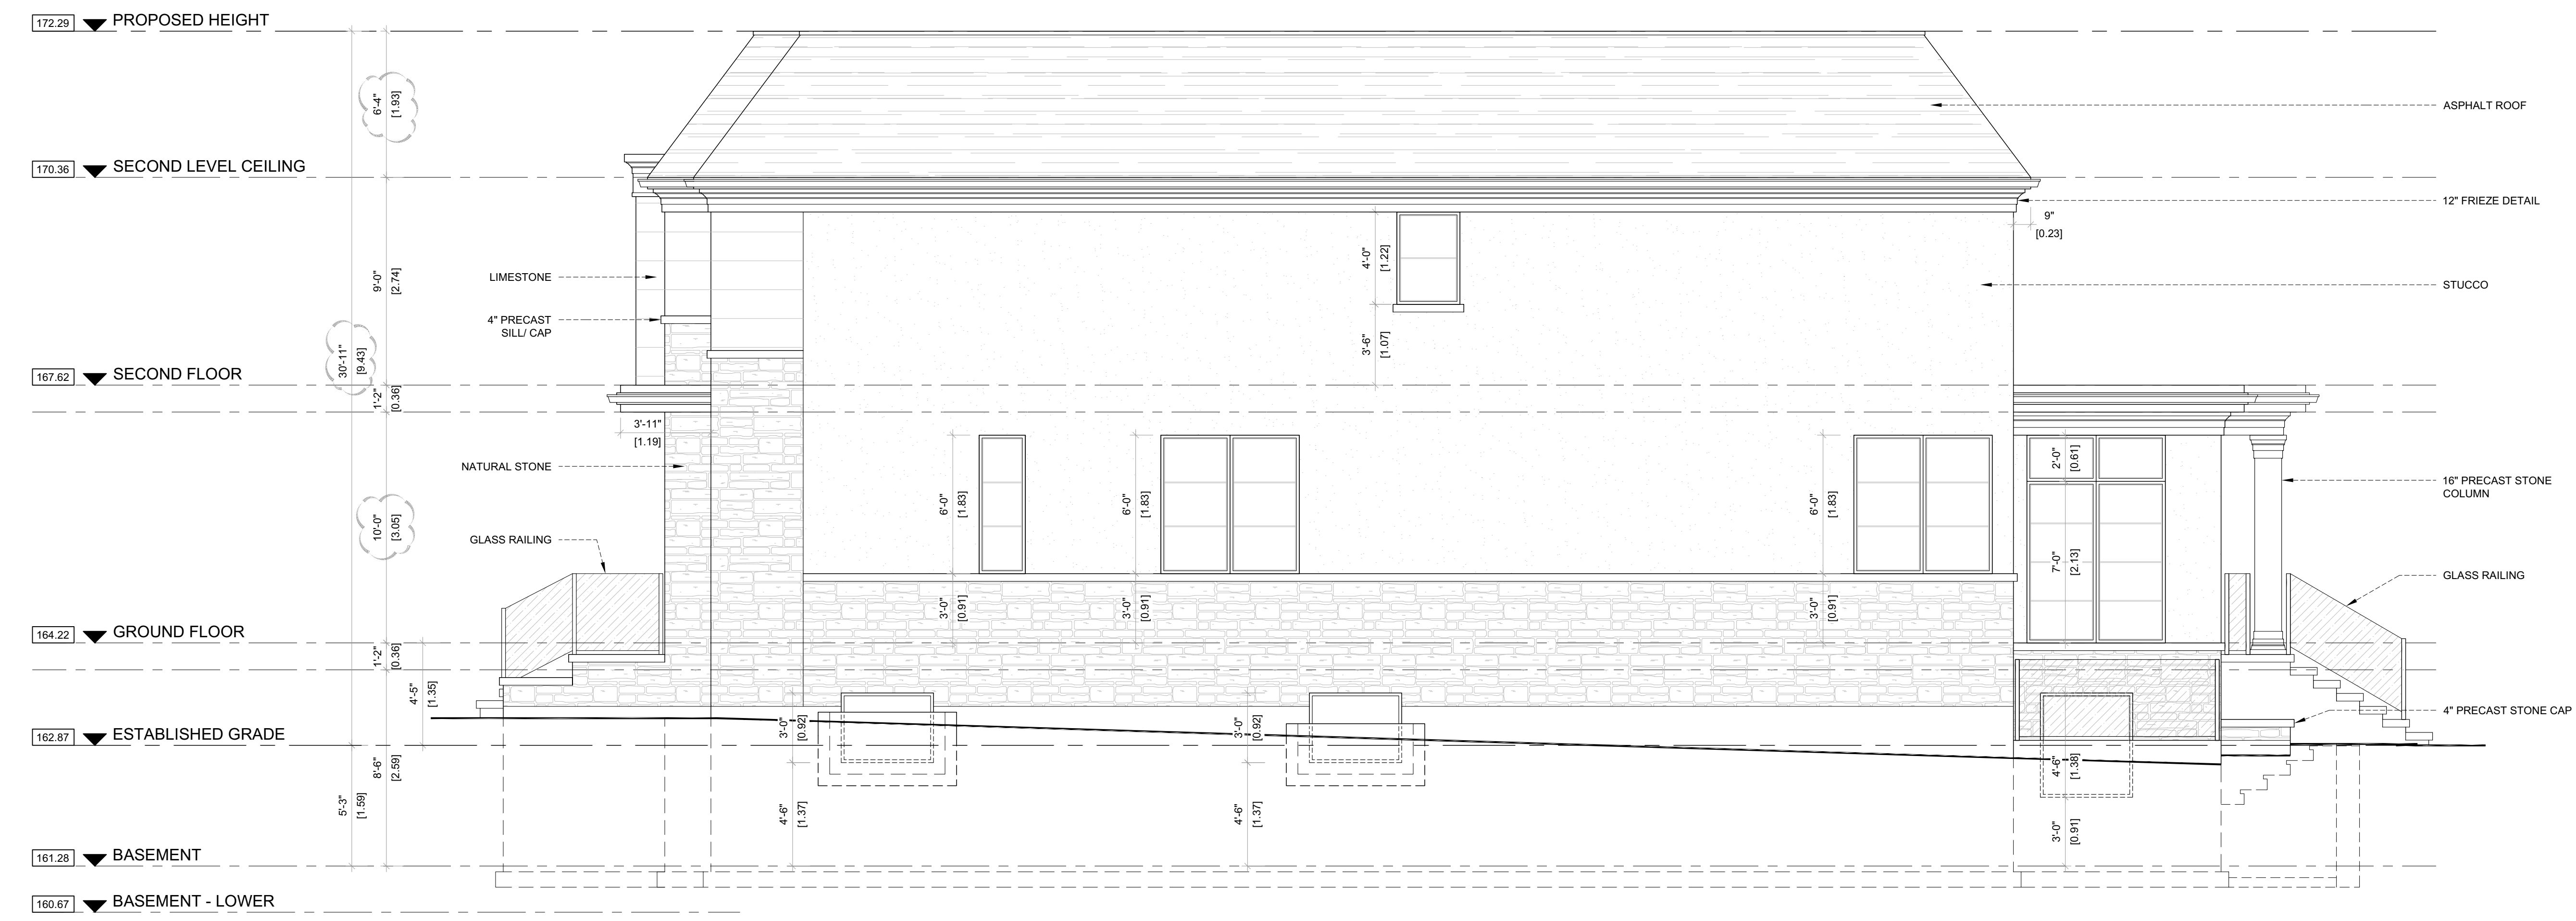 172.29 PROPOSED HEIGHT
6'-4"
[1.93]
ASPHALT ROOF
170.36 SECOND LEVEL CEILING
12" FRIEZE DETAIL
9"
[0.23]
4'-0"
[1.22]
9'-0"
[2.74]
LIMESTONE
STUCCO
4" PRECAST
SILL/ CAP
3'-6"
[1.07]
30'-11"
[9.43]
167.62 SECOND FLOOR
1'-2"
[0.36]
3'-11"
[1.19]
NATURAL STONE
2'-0"
[0.61]
16" PRECAST STONE
COLUMN
6'-0"
[1.83]
6'-0"
[1.83]
6'-0"
[1.83]
10'-0"
[3.05]
GLASS RAILING
7'-0"
[2.13]
GLASS RAILING
3'-0"
[0.91]
3'-0"
[0.91]
3'-0"
[0.91]
164.22 GROUND FLOOR
1'-2"
[0.36]
4'-5"
[1.35]
4" PRECAST STONE CAP
3'-0"
[0.92]
3'-0"
[0.92]
162.87 ESTABLISHED GRADE
8'-6"
[2.59]
4'-6"
[1.38]
5'-3"
[1.59]
4'-6"
[1.37]
4'-6"
[1.37]
3'-0"
[0.91]
161.28 BASEMENT
160.67 BASEMENT - LOWER